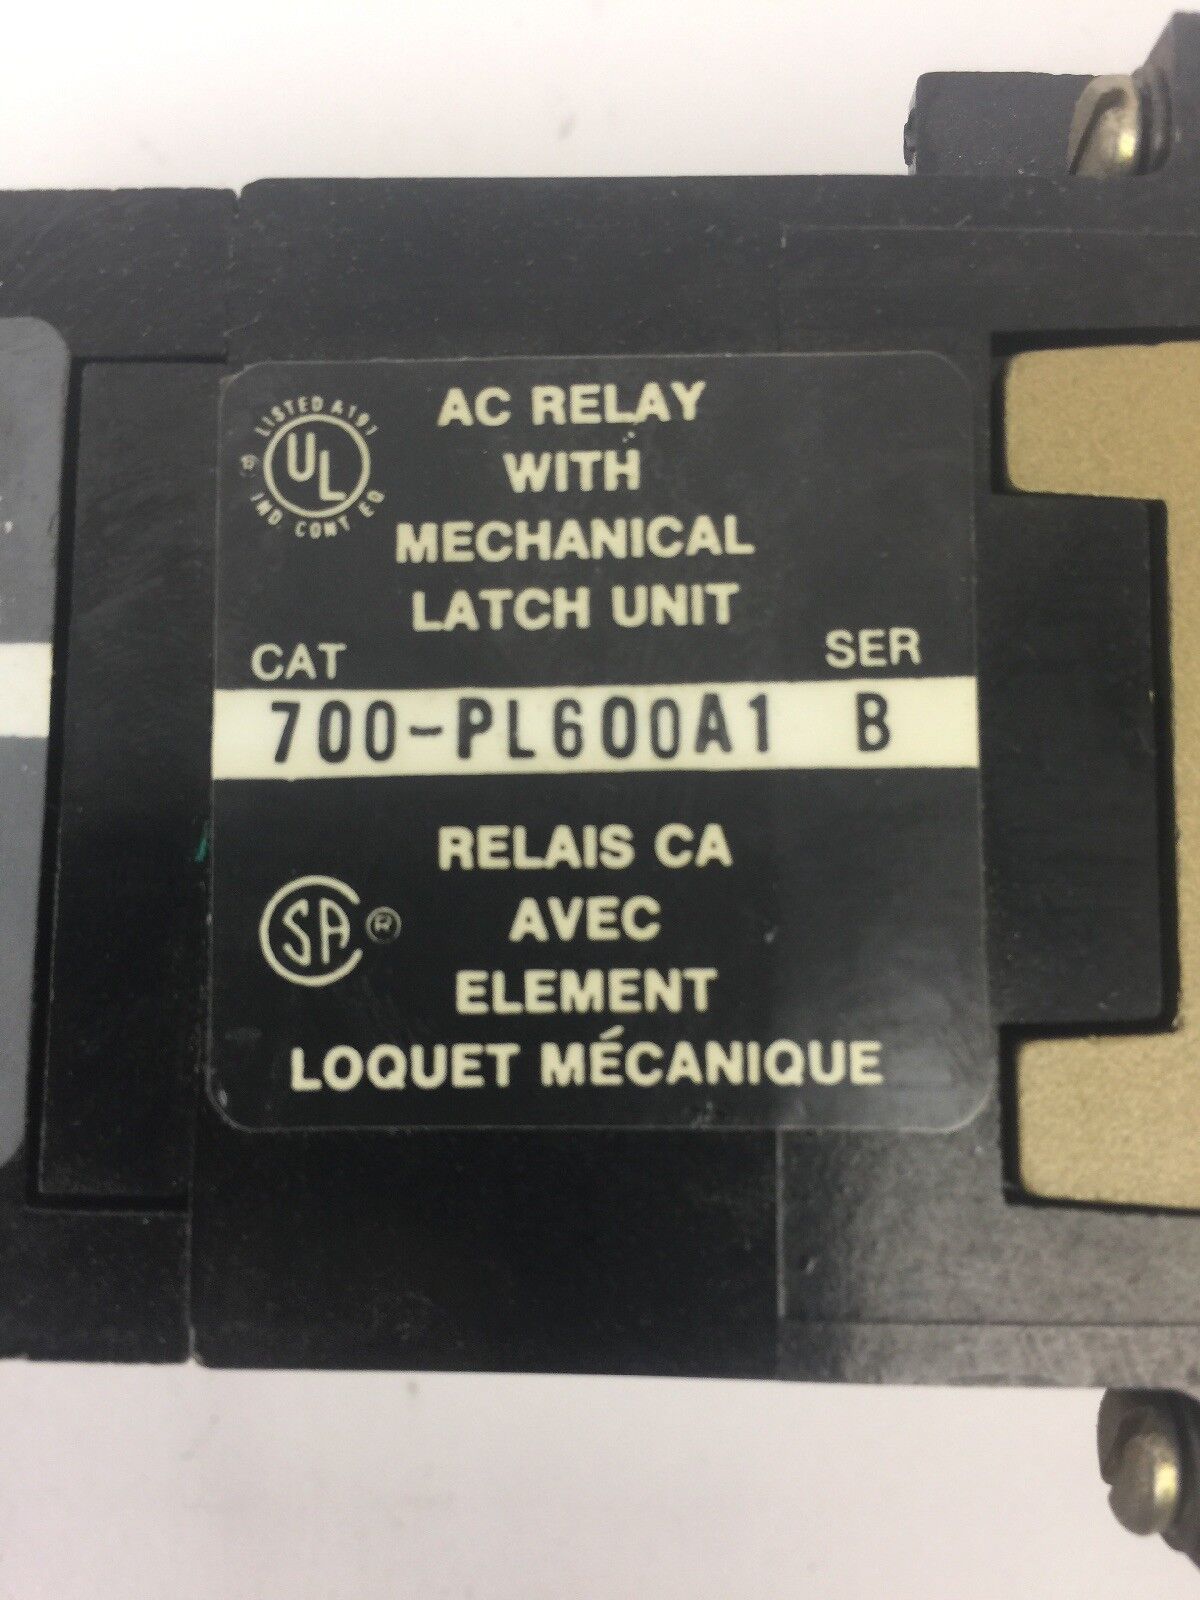 LISTED A197
UL
IND. CONT EQ
AC RELAY
WITH
MECHANICAL
LATCH UNIT
CAT
SER
700-PL600A1 B
RELAIS CA
AVEC
ELEMENT
LOQUET MÉCANIQUE
SA ®